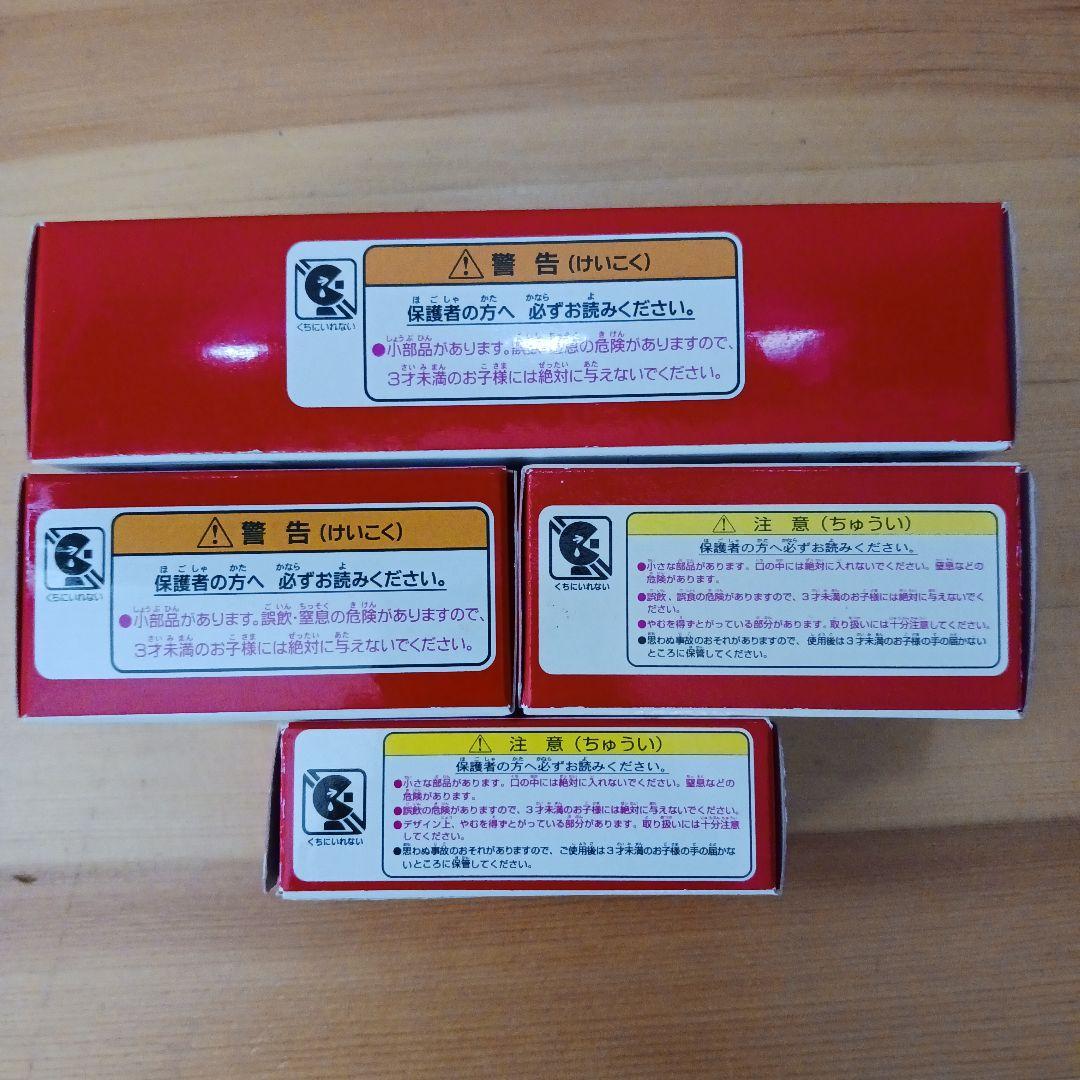 警告(けいこく)
くちにいれない
保護者の方へ 必ずお読みください。
●小部品があります。の危険がありますので、
3才未満のお子様には絶対に与えないでください。
警告(けいこく)
くちにいれない
保護者の方へ 必ずお読みください。
●小部品があります。誤飲・窒息の危険がありますので、
3才未満のお子様には絶対に与えないでください。
注意(ちゅうい)
くちにいれない
保護者の方へ必ずお読みください。
●小さな部品があります。口の中には絶対に入れないでください。窒息などの
危険があります。
●誤飲、誤食の危険がありますので、3才未満のお子様には絶対に与えないでく
ださい。
●やむを得ずとがっている部分があります。取り扱いには十分注意してください。
●思わぬ事故のおそれがありますので、使用後は3才未満のお子様の手の届かない
ところに保管してください。
注意(ちゅうい)
くちにいれない
保護者の方へ必ずお読みください。
●小さな部品があります。口の中には絶対に入れないでください。窒息などの
危険があります。
●誤飲の危険がありますので、3才未満のお子様には絶対に与えないでください。
●デザイン上、やむを得ずとがっている部分があります。取り扱いには十分注意
してください。
●思わぬ事故のおそれがありますので、ご使用後は3才未満のお子様の手の届かな
いところに保管してください。